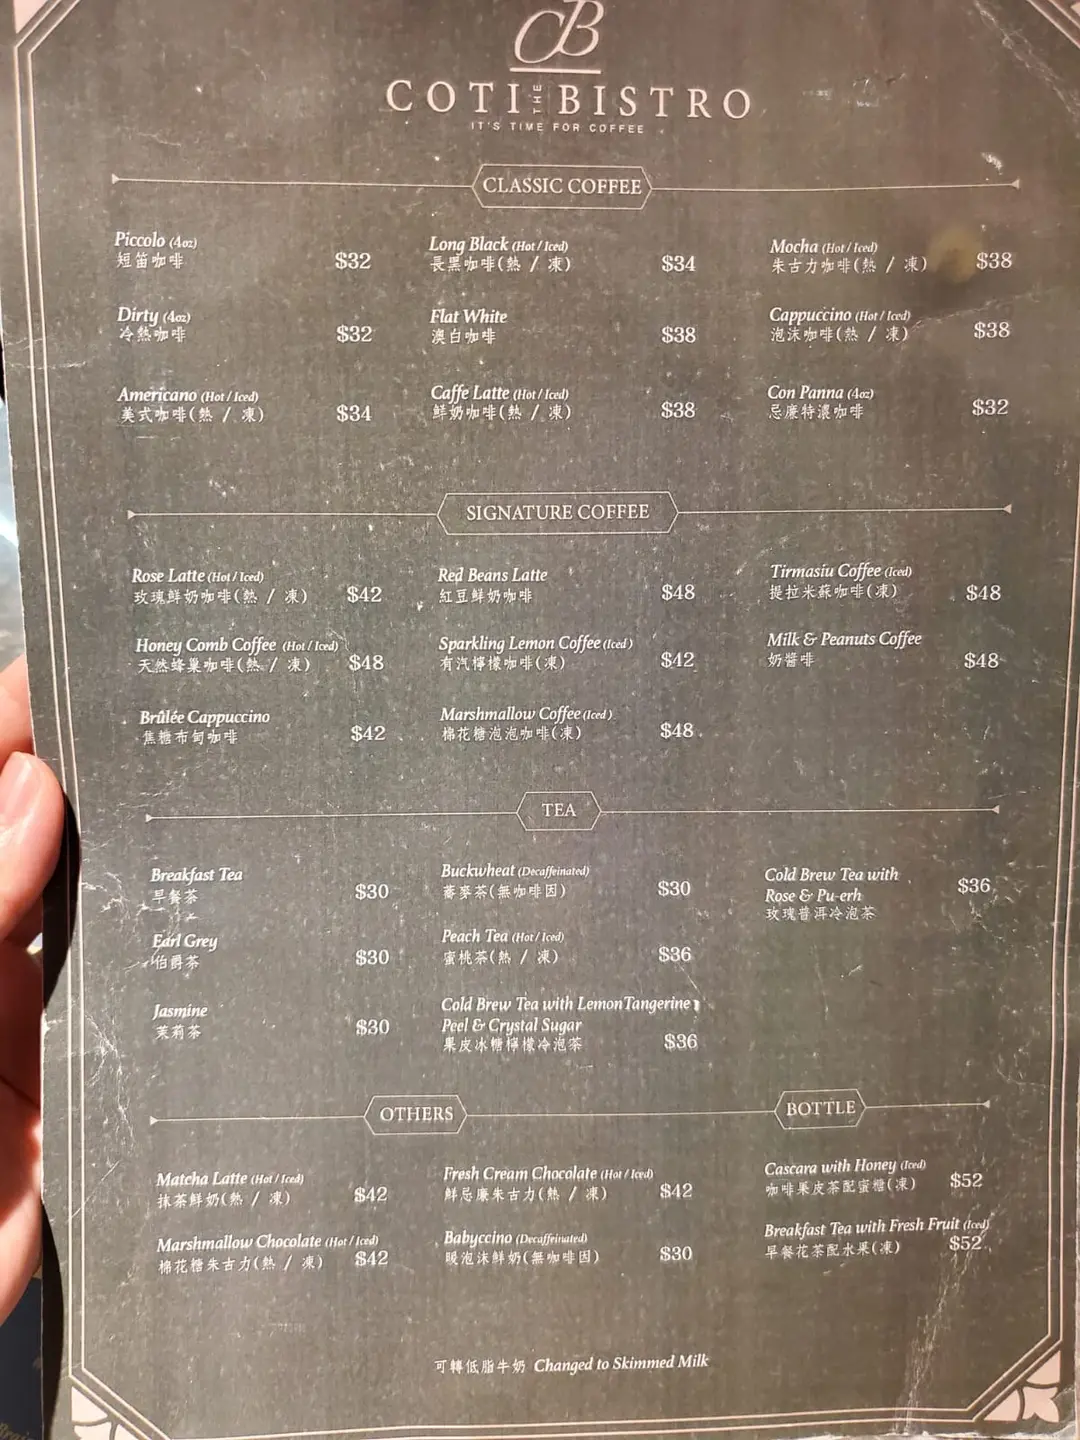 CB
COTI THE BISTRO
IT'S TIME FOR COFFEE
CLASSIC COFFEE
Piccolo (4oz)
短笛咖啡 $32
Dirty (4oz)
冷熱咖啡 $32
Americano (Hot / Iced)
美式咖啡(熱 / 凍) $34
Long Black (Hot / Iced)
長黑咖啡(熱 / 凍) $34
Flat White
澳白咖啡 $38
Caffe Latte (Hot / Iced)
鮮奶咖啡(熱 / 凍) $38
Mocha (Hot / Iced)
朱古力咖啡(熱 / 凍) $38
Cappuccino (Hot / Iced)
泡沫咖啡(熱 / 凍) $38
Con Panna (4oz)
忌廉特濃咖啡 $32
SIGNATURE COFFEE
Rose Latte (Hot / Iced)
玫瑰鮮奶咖啡(熱 / 凍) $42
Honey Comb Coffee (Hot / Iced)
天然蜂巢咖啡(熱 / 凍) $48
Brûlée Cappuccino
焦糖布甸咖啡 $42
Red Beans Latte
紅豆鮮奶咖啡 $48
Sparkling Lemon Coffee (Iced)
有汽檸檬咖啡(凍) $42
Marshmallow Coffee (Iced)
棉花糖泡泡咖啡(凍) $48
Tirmasiu Coffee (Iced)
提拉米蘇咖啡(凍) $48
Milk & Peanuts Coffee
奶醬啡 $48
TEA
Breakfast Tea
早餐茶 $30
Earl Grey
伯爵茶 $30
Jasmine
茉莉茶 $30
Buckwheat (Decaffeinated)
蕎麥茶(無咖啡因) $30
Peach Tea (Hot / Iced)
蜜桃茶(熱 / 凍) $36
Cold Brew Tea with Lemon Tangerine
Peel & Crystal Sugar
果皮冰糖檸檬冷泡茶 $36
Cold Brew Tea with
Rose & Pu-erh $36
玫瑰普洱冷泡茶
OTHERS
Matcha Latte (Hot / Iced)
抹茶鮮奶(熱 / 凍) $42
Marshmallow Chocolate (Hot / Iced)
棉花糖朱古力(熱 / 凍) $42
Fresh Cream Chocolate (Hot / Iced)
鮮忌廉朱古力(熱 / 凍) $42
Babyccino (Decaffeinated)
暖泡沫鮮奶(無咖啡因) $30
BOTTLE
Cascara with Honey (Iced)
咖啡果皮茶配蜜糖(凍) $52
Breakfast Tea with Fresh Fruit (Iced)
早餐花茶配水果(凍) $52
可轉低脂牛奶 Changed to Skimmed Milk